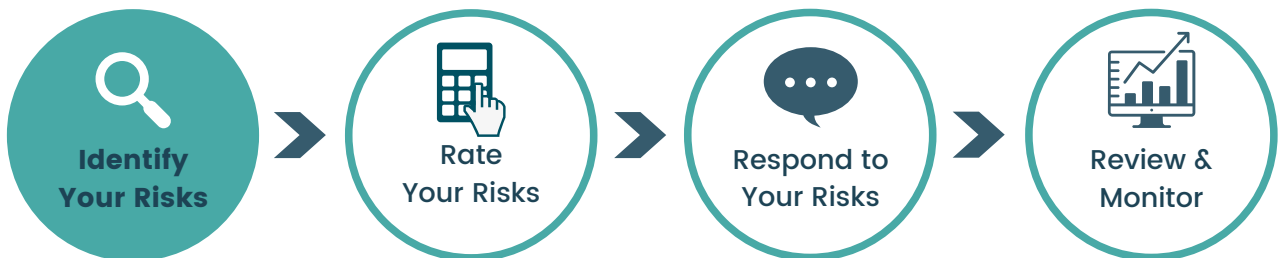 Identify
Your Risks
Rate
Your Risks
Respond to
Your Risks
Review &
Monitor